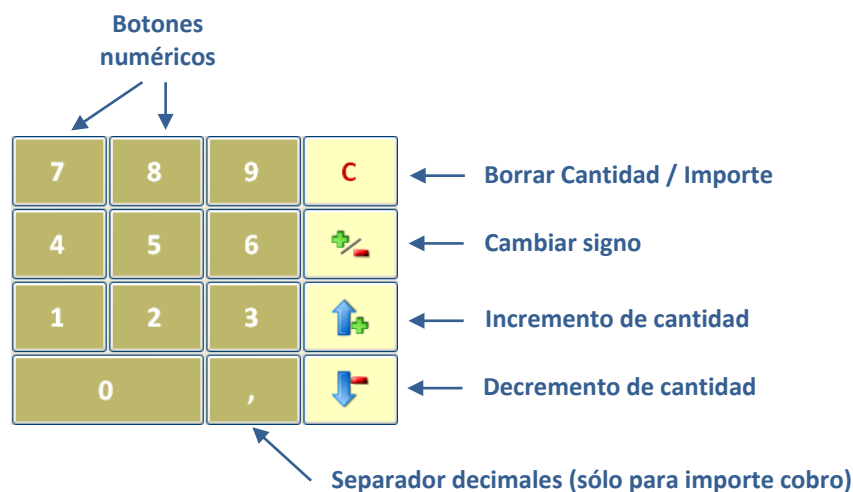 Botones
numéricos
7 8 9 C Borrar Cantidad / Importe
4 5 6 Cambiar signo
1 2 3 Incremento de cantidad
0 , Decremento de cantidad
Separador decimales (sólo para importe cobro)